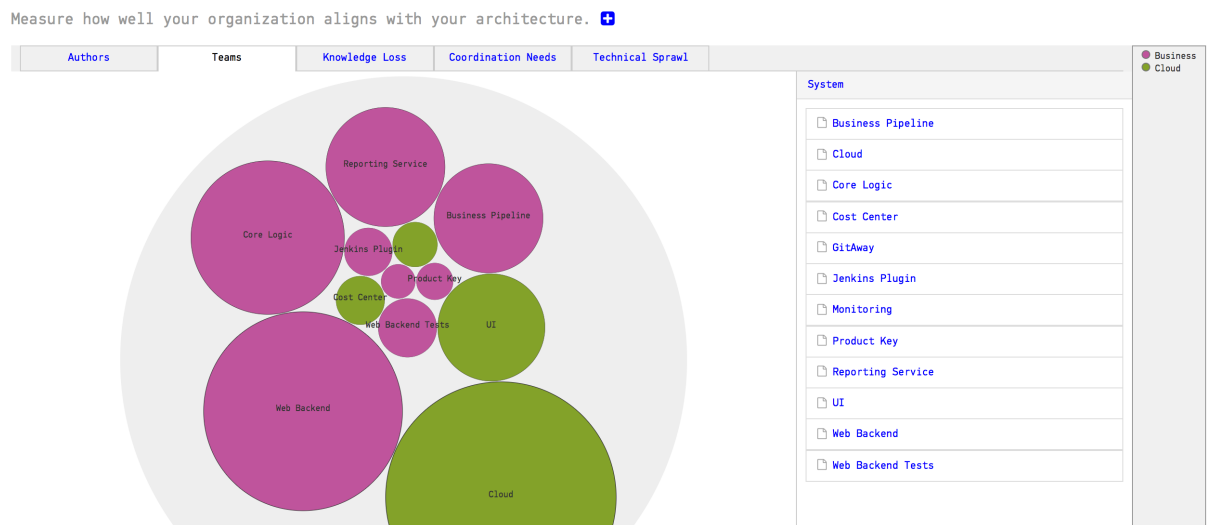 Measure how well your organization aligns with your architecture.
Authors
Teams
Knowledge Loss
Coordination Needs
Technical Sprawl
Business
Cloud
System
Business Pipeline
Cloud
Core Logic
Cost Center
GitAway
Jenkins Plugin
Monitoring
Product Key
Reporting Service
UI
Web Backend
Web Backend Tests
Reporting Service
Business Pipeline
Core Logic
Jenkins Plugin
Product Key
Cost Center
Web Backend Tests
UI
Web Backend
Cloud